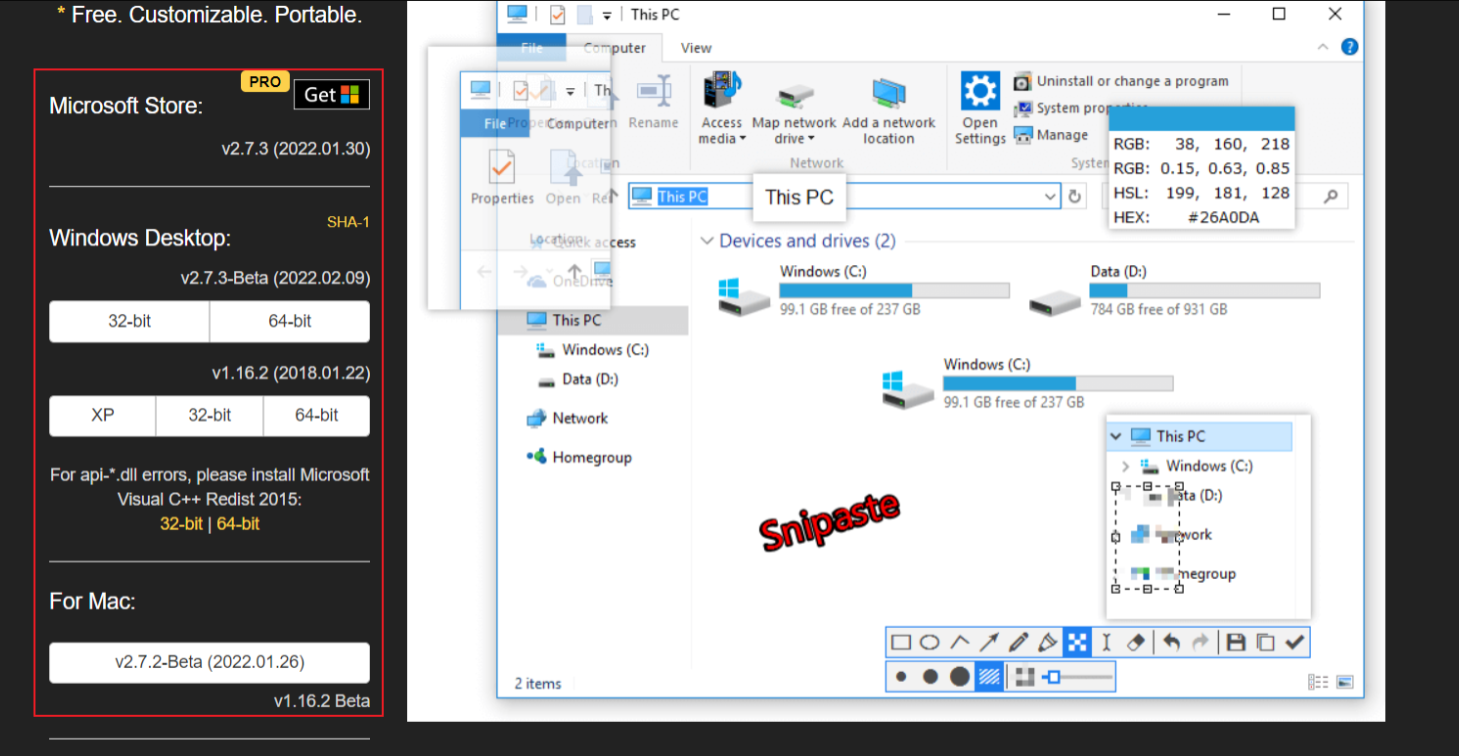 * Free. Customizable. Portable.
PRO
Microsoft Store:
Get
v2.7.3 (2022.01.30)
SHA-1
Windows Desktop:
v2.7.3-Beta (2022.02.09)
32-bit 64-bit
v1.16.2 (2018.01.22)
XP 32-bit 64-bit
For api-*.dll errors, please install Microsoft
Visual C++ Redist 2015:
32-bit | 64-bit
For Mac:
v2.7.2-Beta (2022.01.26)
v1.16.2 Beta
This PC
File Computer View
Th
File Computer
Properties Open Re
Location
Rename
Access
media
Map network
drive
Add a network
location
Network
Open
Settings
Uninstall or change a program
System properties
Manage
System
This PC
This PC
RGB: 38, 160, 218
RGB: 0.15, 0.63, 0.85
HSL: 199, 181, 128
HEX: #26A0DA
Quick access
OneDrive
This PC
Windows (C:)
Data (D:)
Network
Homegroup
Devices and drives (2)
Windows (C:)
99.1 GB free of 237 GB
Data (D:)
784 GB free of 931 GB
Windows (C:)
99.1 GB free of 237 GB
This PC
Windows (C:)
ata (D:)
work
megroup
Snipaste
2 items